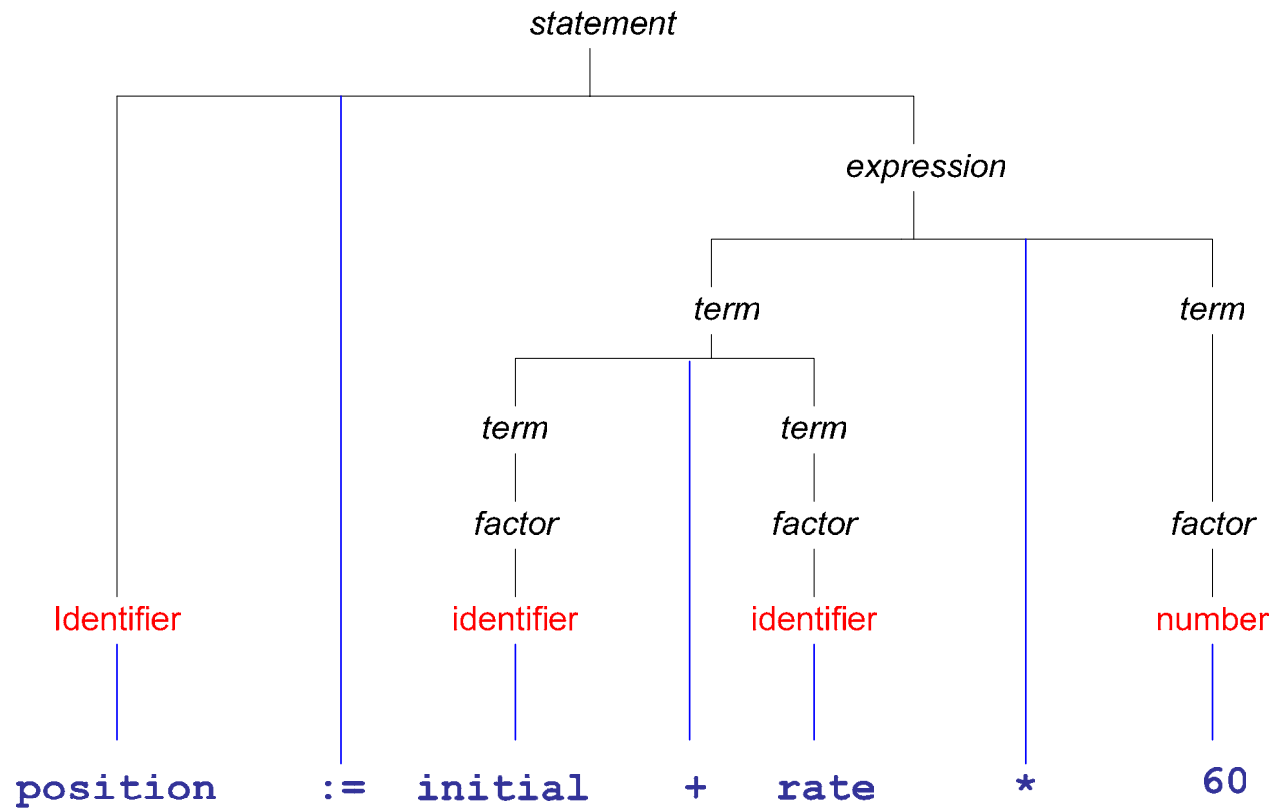 statement
expression
term term
term term
factor factor factor
Identifier identifier identifier number
position := initial + rate * 60